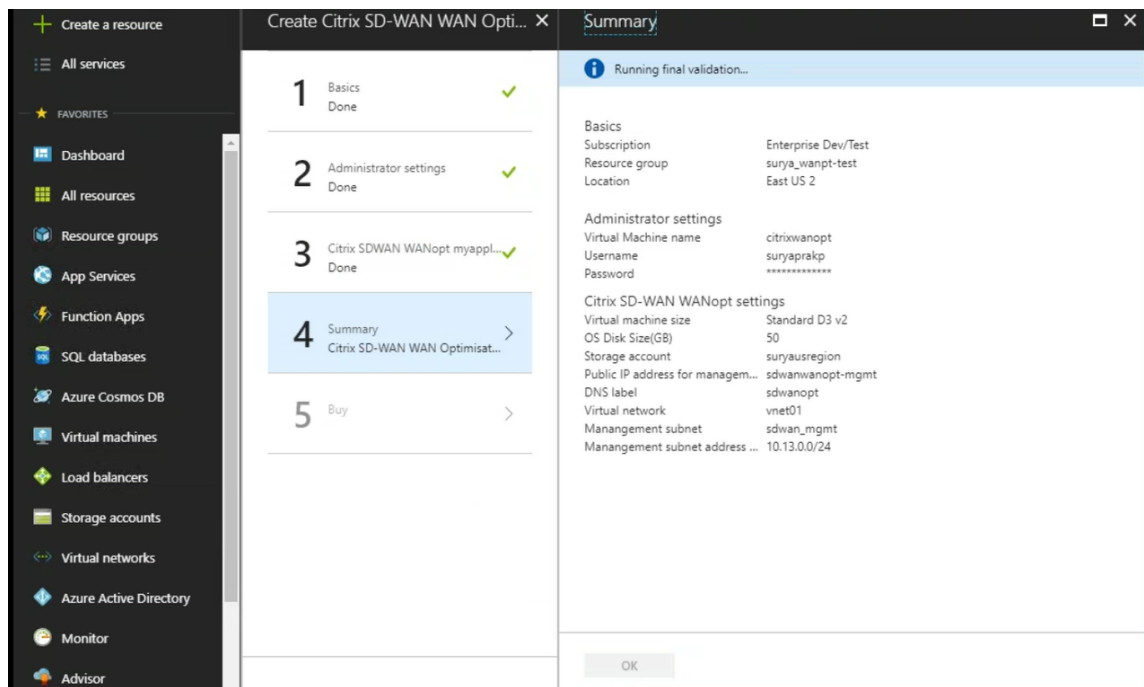 Create a resource
All services
FAVORITES
Dashboard
All resources
Resource groups
App Services
Function Apps
SQL databases
Azure Cosmos DB
Virtual machines
Load balancers
Storage accounts
Virtual networks
Azure Active Directory
Monitor
Advisor
Create Citrix SD-WAN WAN Opti...
1 Basics
Done
2 Administrator settings
Done
3 Citrix SDWAN WANopt myappl...
Done
4 Summary
Citrix SD-WAN WAN Optimisat...
5 Buy
Summary
Running final validation...
Basics
Subscription Enterprise Dev/Test
Resource group surya_wanpt-test
Location East US 2
Administrator settings
Virtual Machine name citrixwanopt
Username suryaprakp
Password *************
Citrix SD-WAN WANopt settings
Virtual machine size Standard D3 v2
OS Disk Size(GB) 50
Storage account suryausregion
Public IP address for managem... sdwanwanopt-mgmt
DNS label sdwanopt
Virtual network vnet01
Manangement subnet sdwan_mgmt
Manangement subnet address ... 10.13.0.0/24
OK